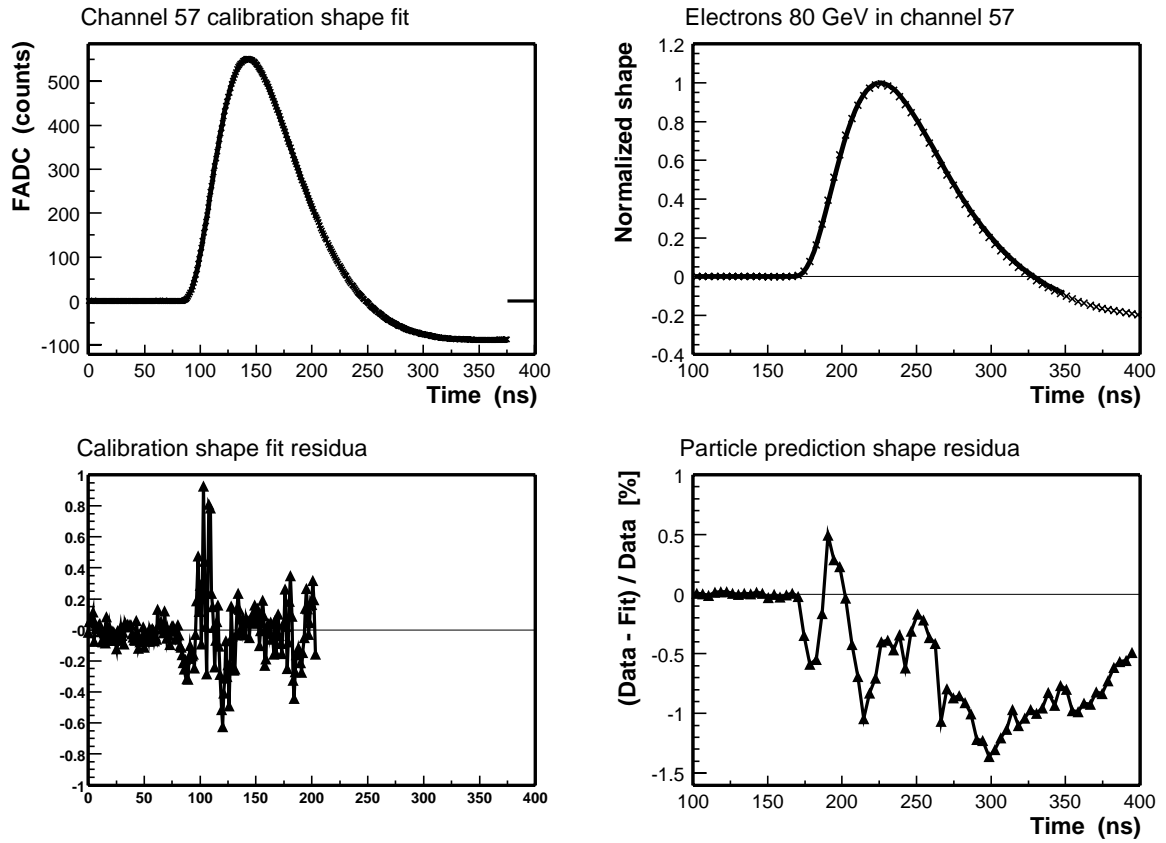 Channel 57 calibration shape fit
FADC (counts)
500
400
300
200
100
0
-100
0 50 100 150 200 250 300 350 400
Time (ns)
Electrons 80 GeV in channel 57
Normalized shape
1.2
1
0.8
0.6
0.4
0.2
0
-0.2
-0.4
100 150 200 250 300 350 400
Time (ns)
Calibration shape fit residua
1
0.8
0.6
0.4
0.2
-0
-0.2
-0.4
-0.6
-0.8
-1
0 50 100 150 200 250 300 350 400
Particle prediction shape residua
(Data - Fit) / Data [%]
1
0.5
0
-0.5
-1
-1.5
100 150 200 250 300 350 400
Time (ns)